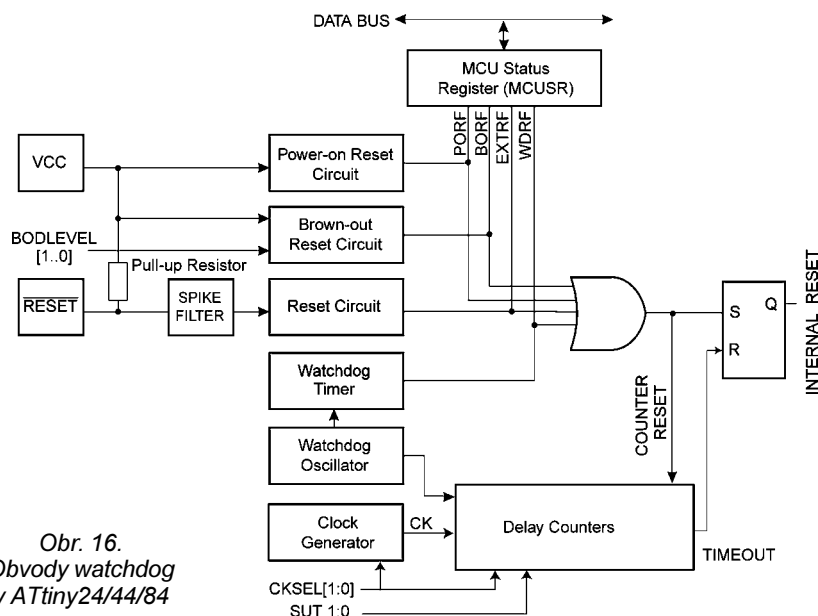 DATA BUS
MCU Status
Register (MCUSR)
PORF
BORF
EXTRF
WDRF
VCC
Power-on Reset
Circuit
BODLEVEL
[1..0]
Brown-out
Reset Circuit
Pull-up Resistor
RESET
SPIKE
FILTER
Reset Circuit
S
Q
R
INTERNAL RESET
Watchdog
Timer
COUNTER
RESET
Watchdog
Oscillator
Clock
Generator
CK
Delay Counters
TIMEOUT
CKSEL[1:0]
SUT 1:0
Obr. 16.
Obvody watchdog
v ATtiny24/44/84